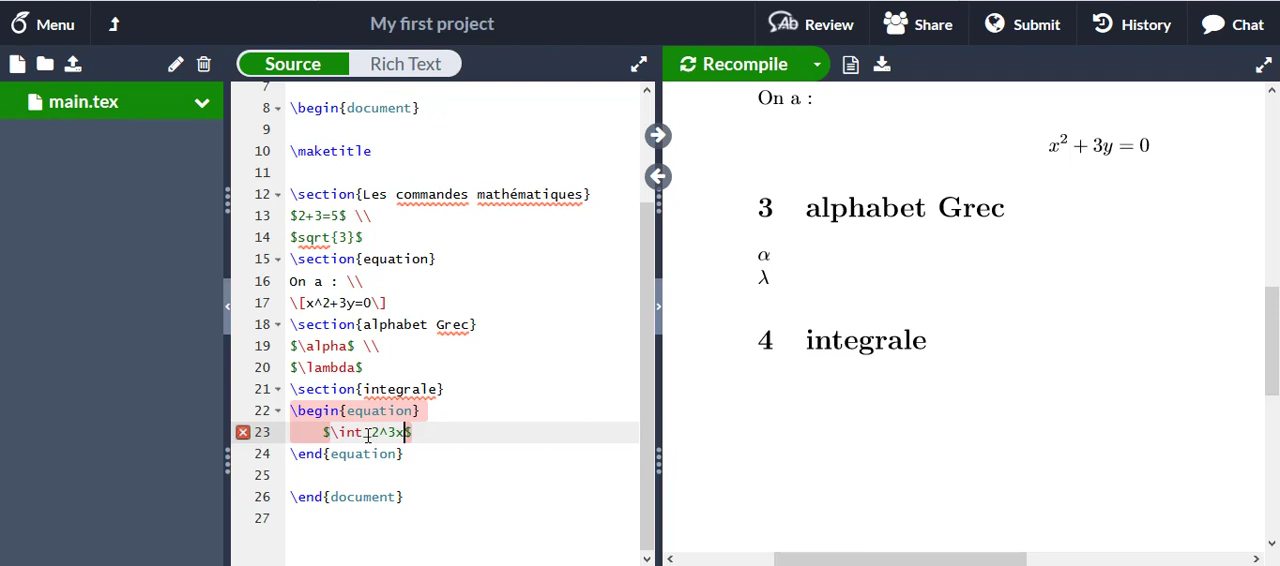 Menu My first project Review Share Submit History Chat
Source Rich Text Recompile
main.tex
7
8 \begin{document}
9
10 \maketitle
11
12 \section{Les commandes mathématiques}
13 $2+3=5$ \\
14 $sqrt{3}$
15 \section{equation}
16 On a : \\
17 \[x^2+3y=0\]
18 \section{alphabet Grec}
19 $\alpha$ \\
20 $\lambda$
21 \section{integrale}
22 \begin{equation}
23 $\int_2^3x$
24 \end{equation}
25
26 \end{document}
27
On a :
x² + 3y = 0
3 alphabet Grec
α
λ
4 integrale